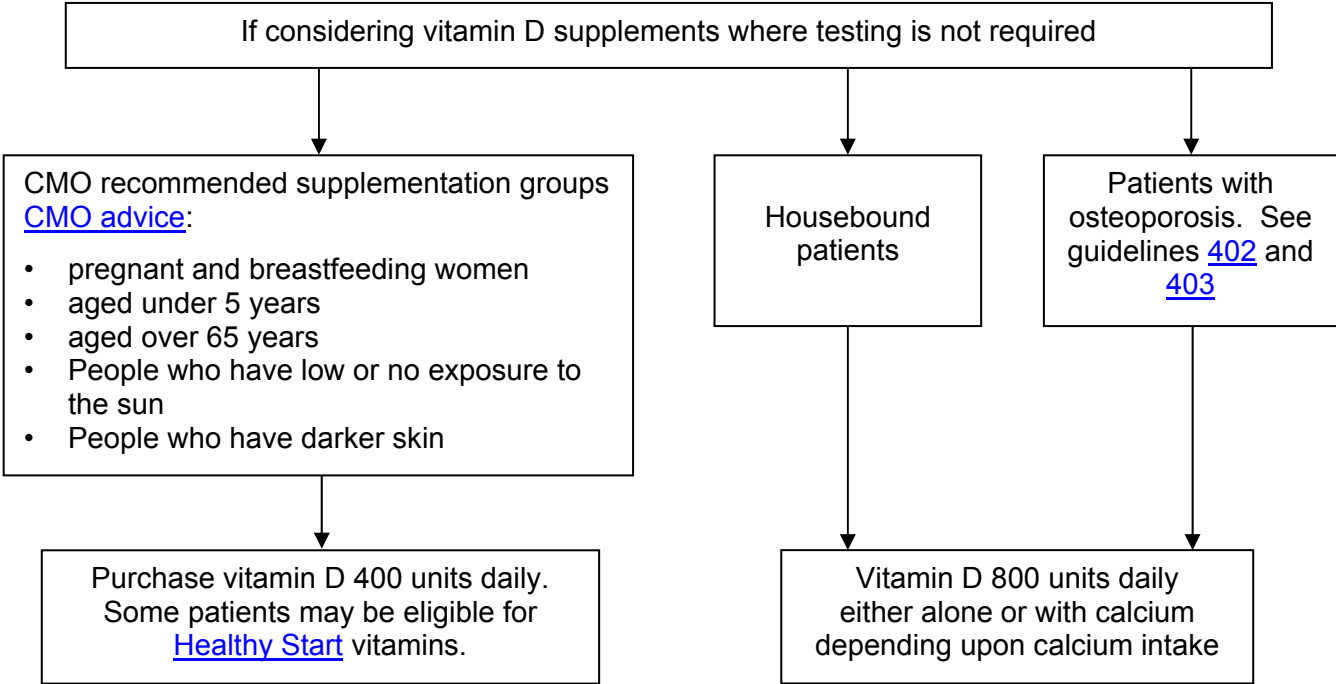 If considering vitamin D supplements where testing is not required
CMO recommended supplementation groups
CMO advice:
• pregnant and breastfeeding women
• aged under 5 years
• aged over 65 years
• People who have low or no exposure to
the sun
• People who have darker skin
Housebound
patients
Patients with
osteoporosis. See
guidelines 402 and
403
Purchase vitamin D 400 units daily.
Some patients may be eligible for
Healthy Start vitamins.
Vitamin D 800 units daily
either alone or with calcium
depending upon calcium intake